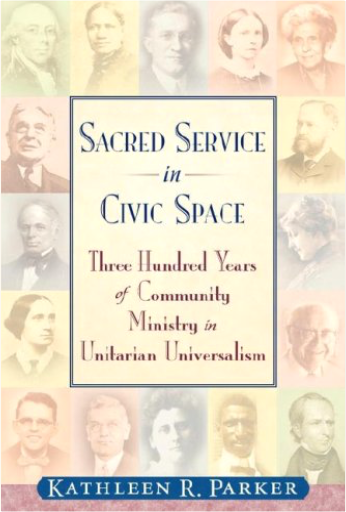 SACRED SERVICE
in
CIVIC SPACE
Three Hundred Years
of Community
Ministry in
Unitarian Universalism
KATHLEEN R. PARKER